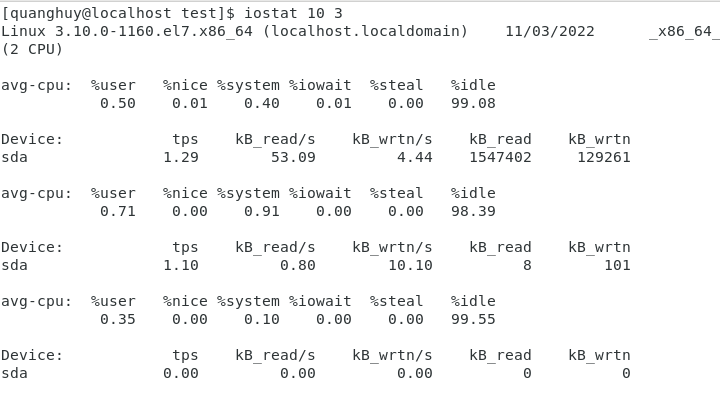 [quanghuy@localhost test]$ iostat 10 3
Linux 3.10.0-1160.el7.x86_64 (localhost.localdomain)    11/03/2022      _x86_64_
(2 CPU)
avg-cpu:  %user   %nice %system %iowait  %steal   %idle
           0.50    0.01    0.40    0.01    0.00   99.08
Device:            tps    kB_read/s    kB_wrtn/s    kB_read    kB_wrtn
sda               1.29        53.09         4.44    1547402     129261
avg-cpu:  %user   %nice %system %iowait  %steal   %idle
           0.71    0.00    0.91    0.00    0.00   98.39
Device:            tps    kB_read/s    kB_wrtn/s    kB_read    kB_wrtn
sda               1.10         0.80        10.10          8        101
avg-cpu:  %user   %nice %system %iowait  %steal   %idle
           0.35    0.00    0.10    0.00    0.00   99.55
Device:            tps    kB_read/s    kB_wrtn/s    kB_read    kB_wrtn
sda               0.00         0.00         0.00          0          0